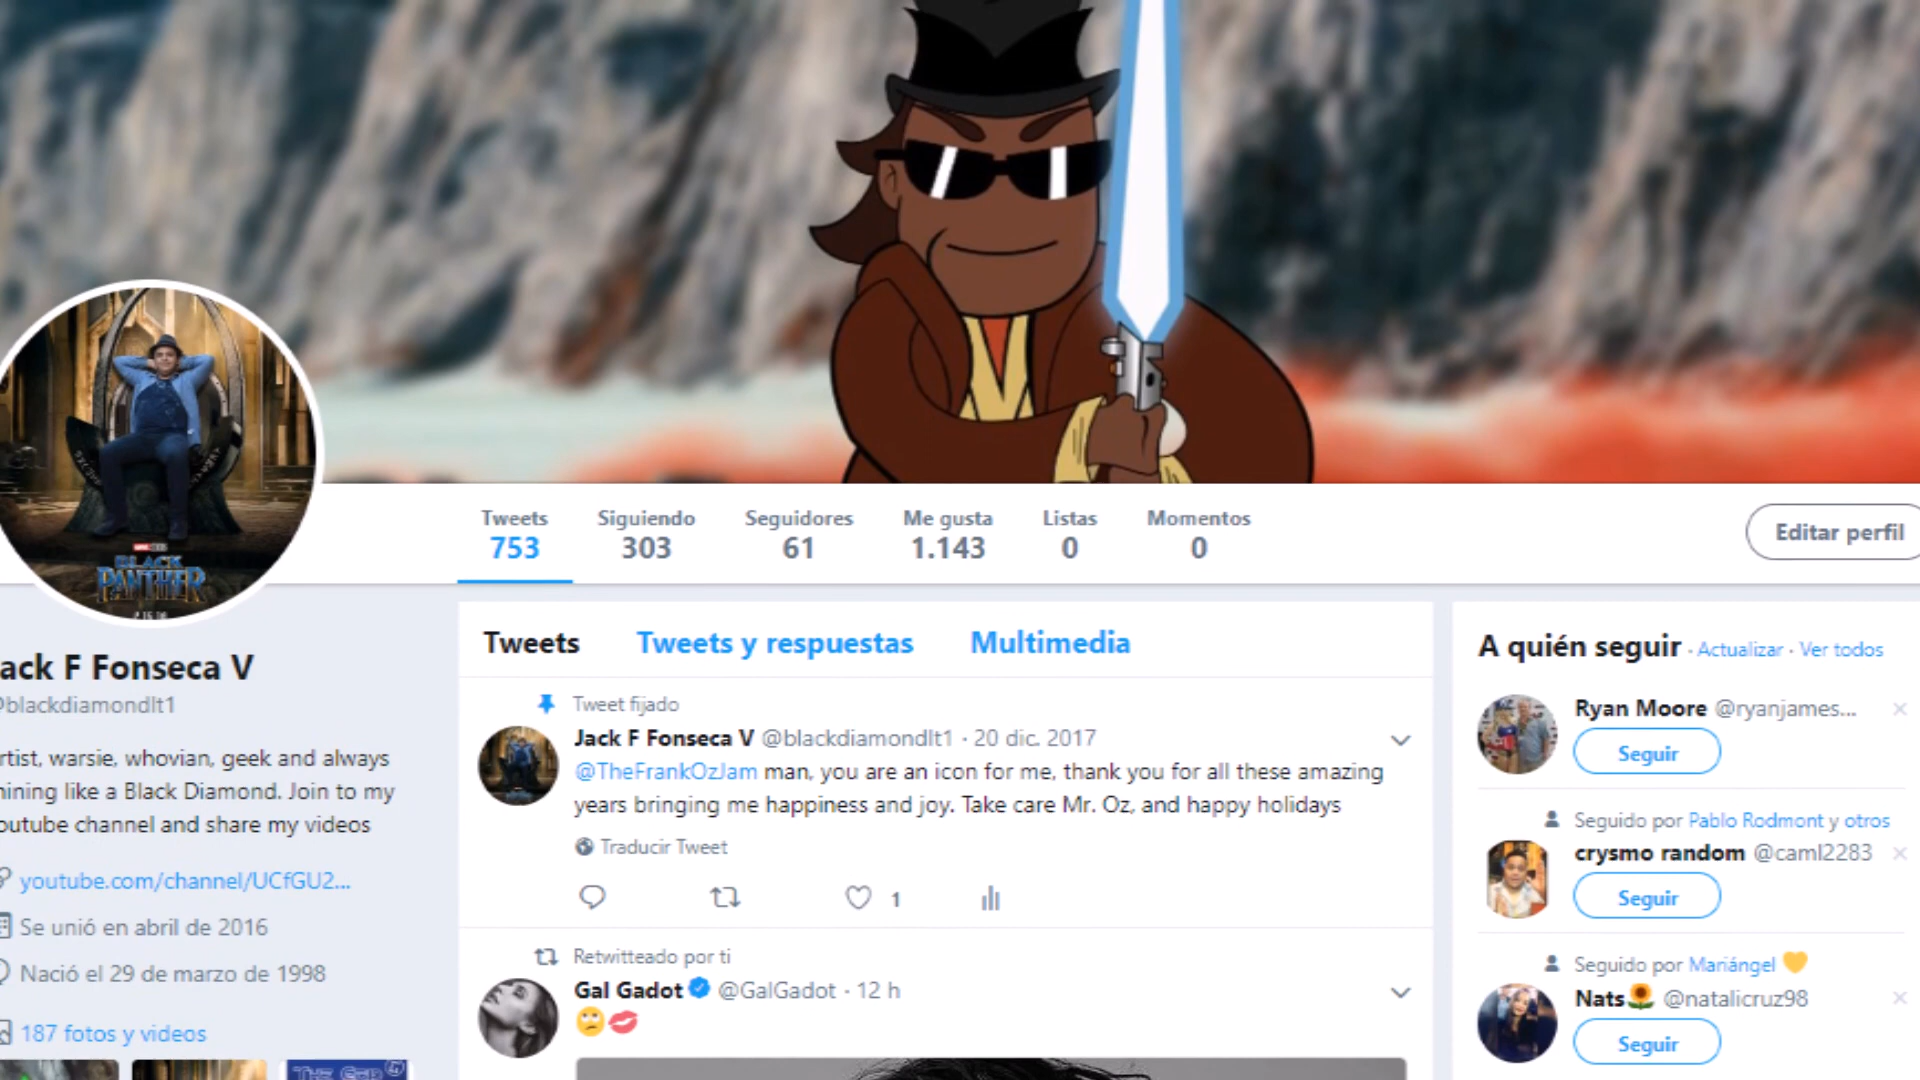 Tweets Siguiendo Seguidores Me gusta Listas Momentos
753 303 61 1.143 0 0
Editar perfil
BLACK
PANTHER
ack F Fonseca V
@blackdiamondlt1
rtist, warsie, whovian, geek and always
hining like a Black Diamond. Join to my
outube channel and share my videos
youtube.com/channel/UCfGU2...
Se unió en abril de 2016
Nació el 29 de marzo de 1998
187 fotos y videos
Tweets Tweets y respuestas Multimedia
Tweet fijado
Jack F Fonseca V @blackdiamondlt1 · 20 dic. 2017
@TheFrankOzJam man, you are an icon for me, thank you for all these amazing
years bringing me happiness and joy. Take care Mr. Oz, and happy holidays
Traducir Tweet
1
Retwitteado por ti
Gal Gadot @GalGadot · 12 h
🙄💋
A quién seguir · Actualizar · Ver todos
Ryan Moore @ryanjames...
Seguir
Seguido por Pablo Rodmont y otros
crysmo random @caml2283
Seguir
Seguido por Mariángel 💛
Nats🌻 @natalicruz98
Seguir